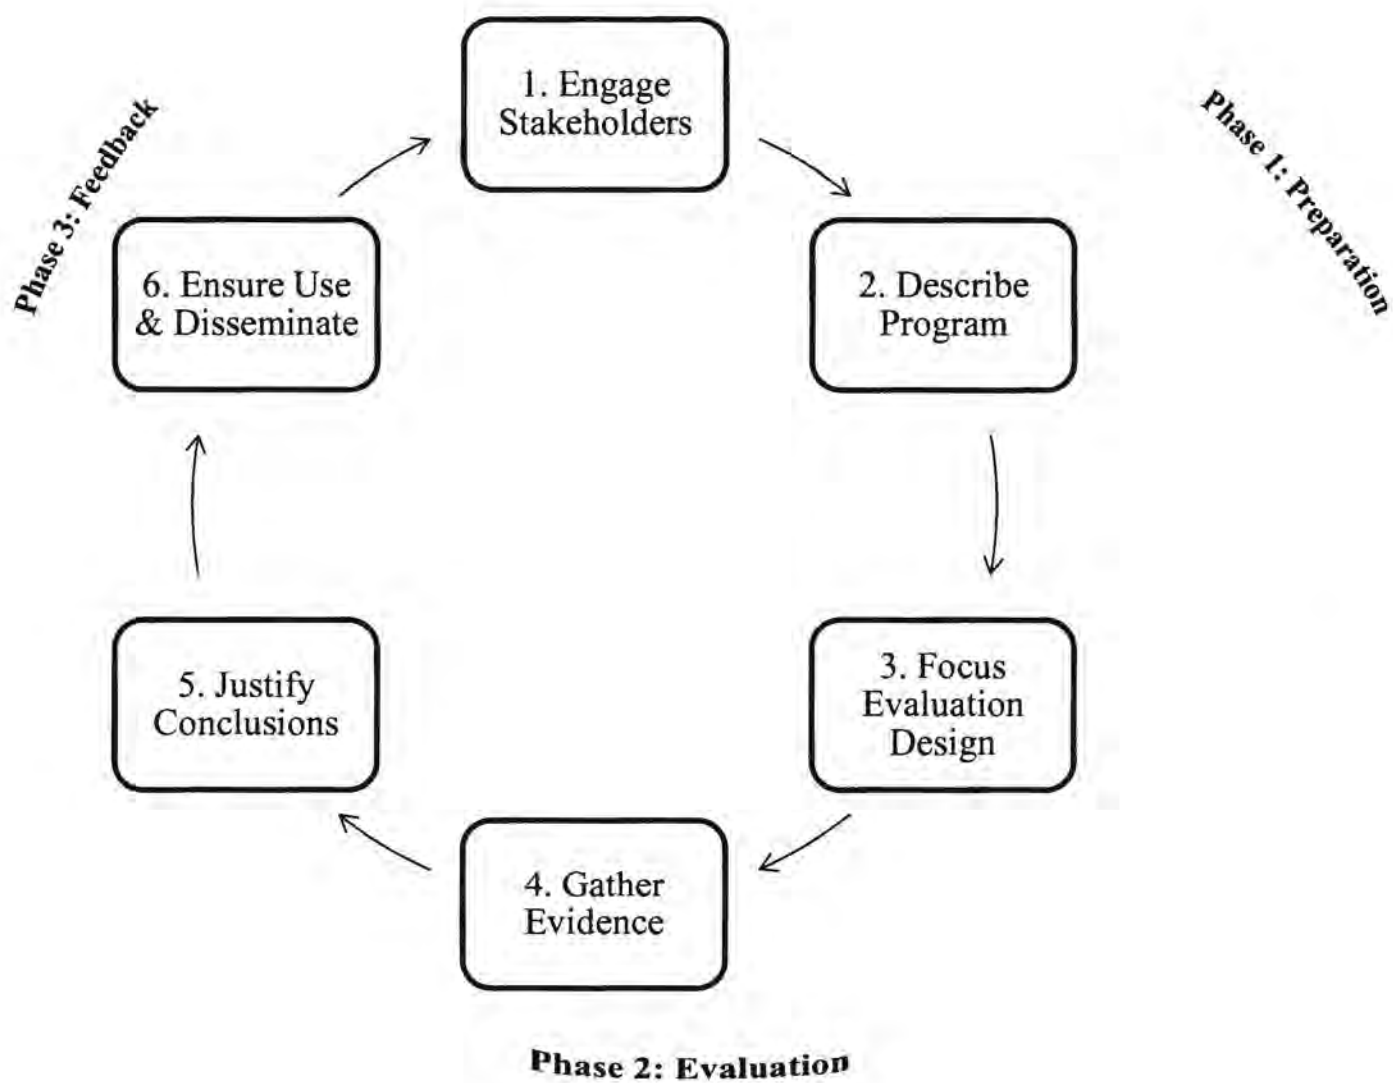 1. Engage
Stakeholders
Phase 1: Preparation
2. Describe
Program
3. Focus
Evaluation
Design
4. Gather
Evidence
Phase 2: Evaluation
5. Justify
Conclusions
6. Ensure Use
& Disseminate
Phase 3: Feedback